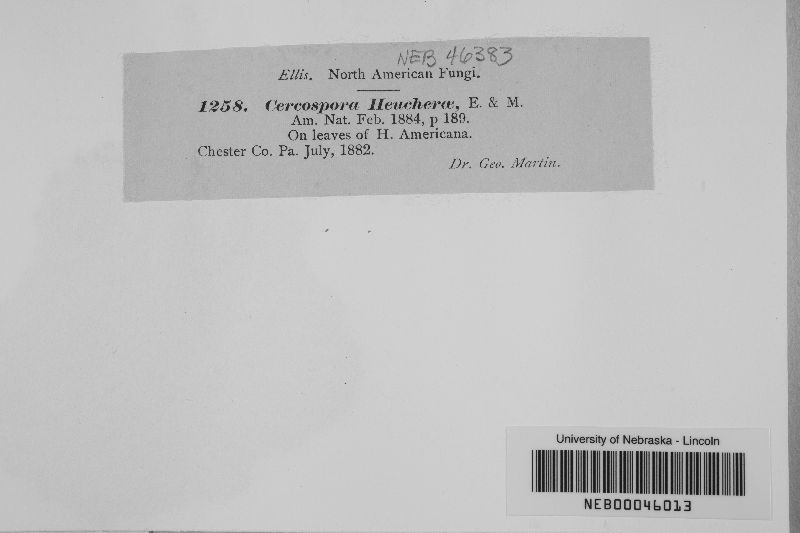 NEB 46383
Ellis. North American Fungi.
1258. Cercospora Heucheræ, E. & M.
Am. Nat. Feb. 1884, p 189.
On leaves of H. Americana.
Chester Co. Pa. July, 1882.
Dr. Geo. Martin.
University of Nebraska - Lincoln
NEB00046013